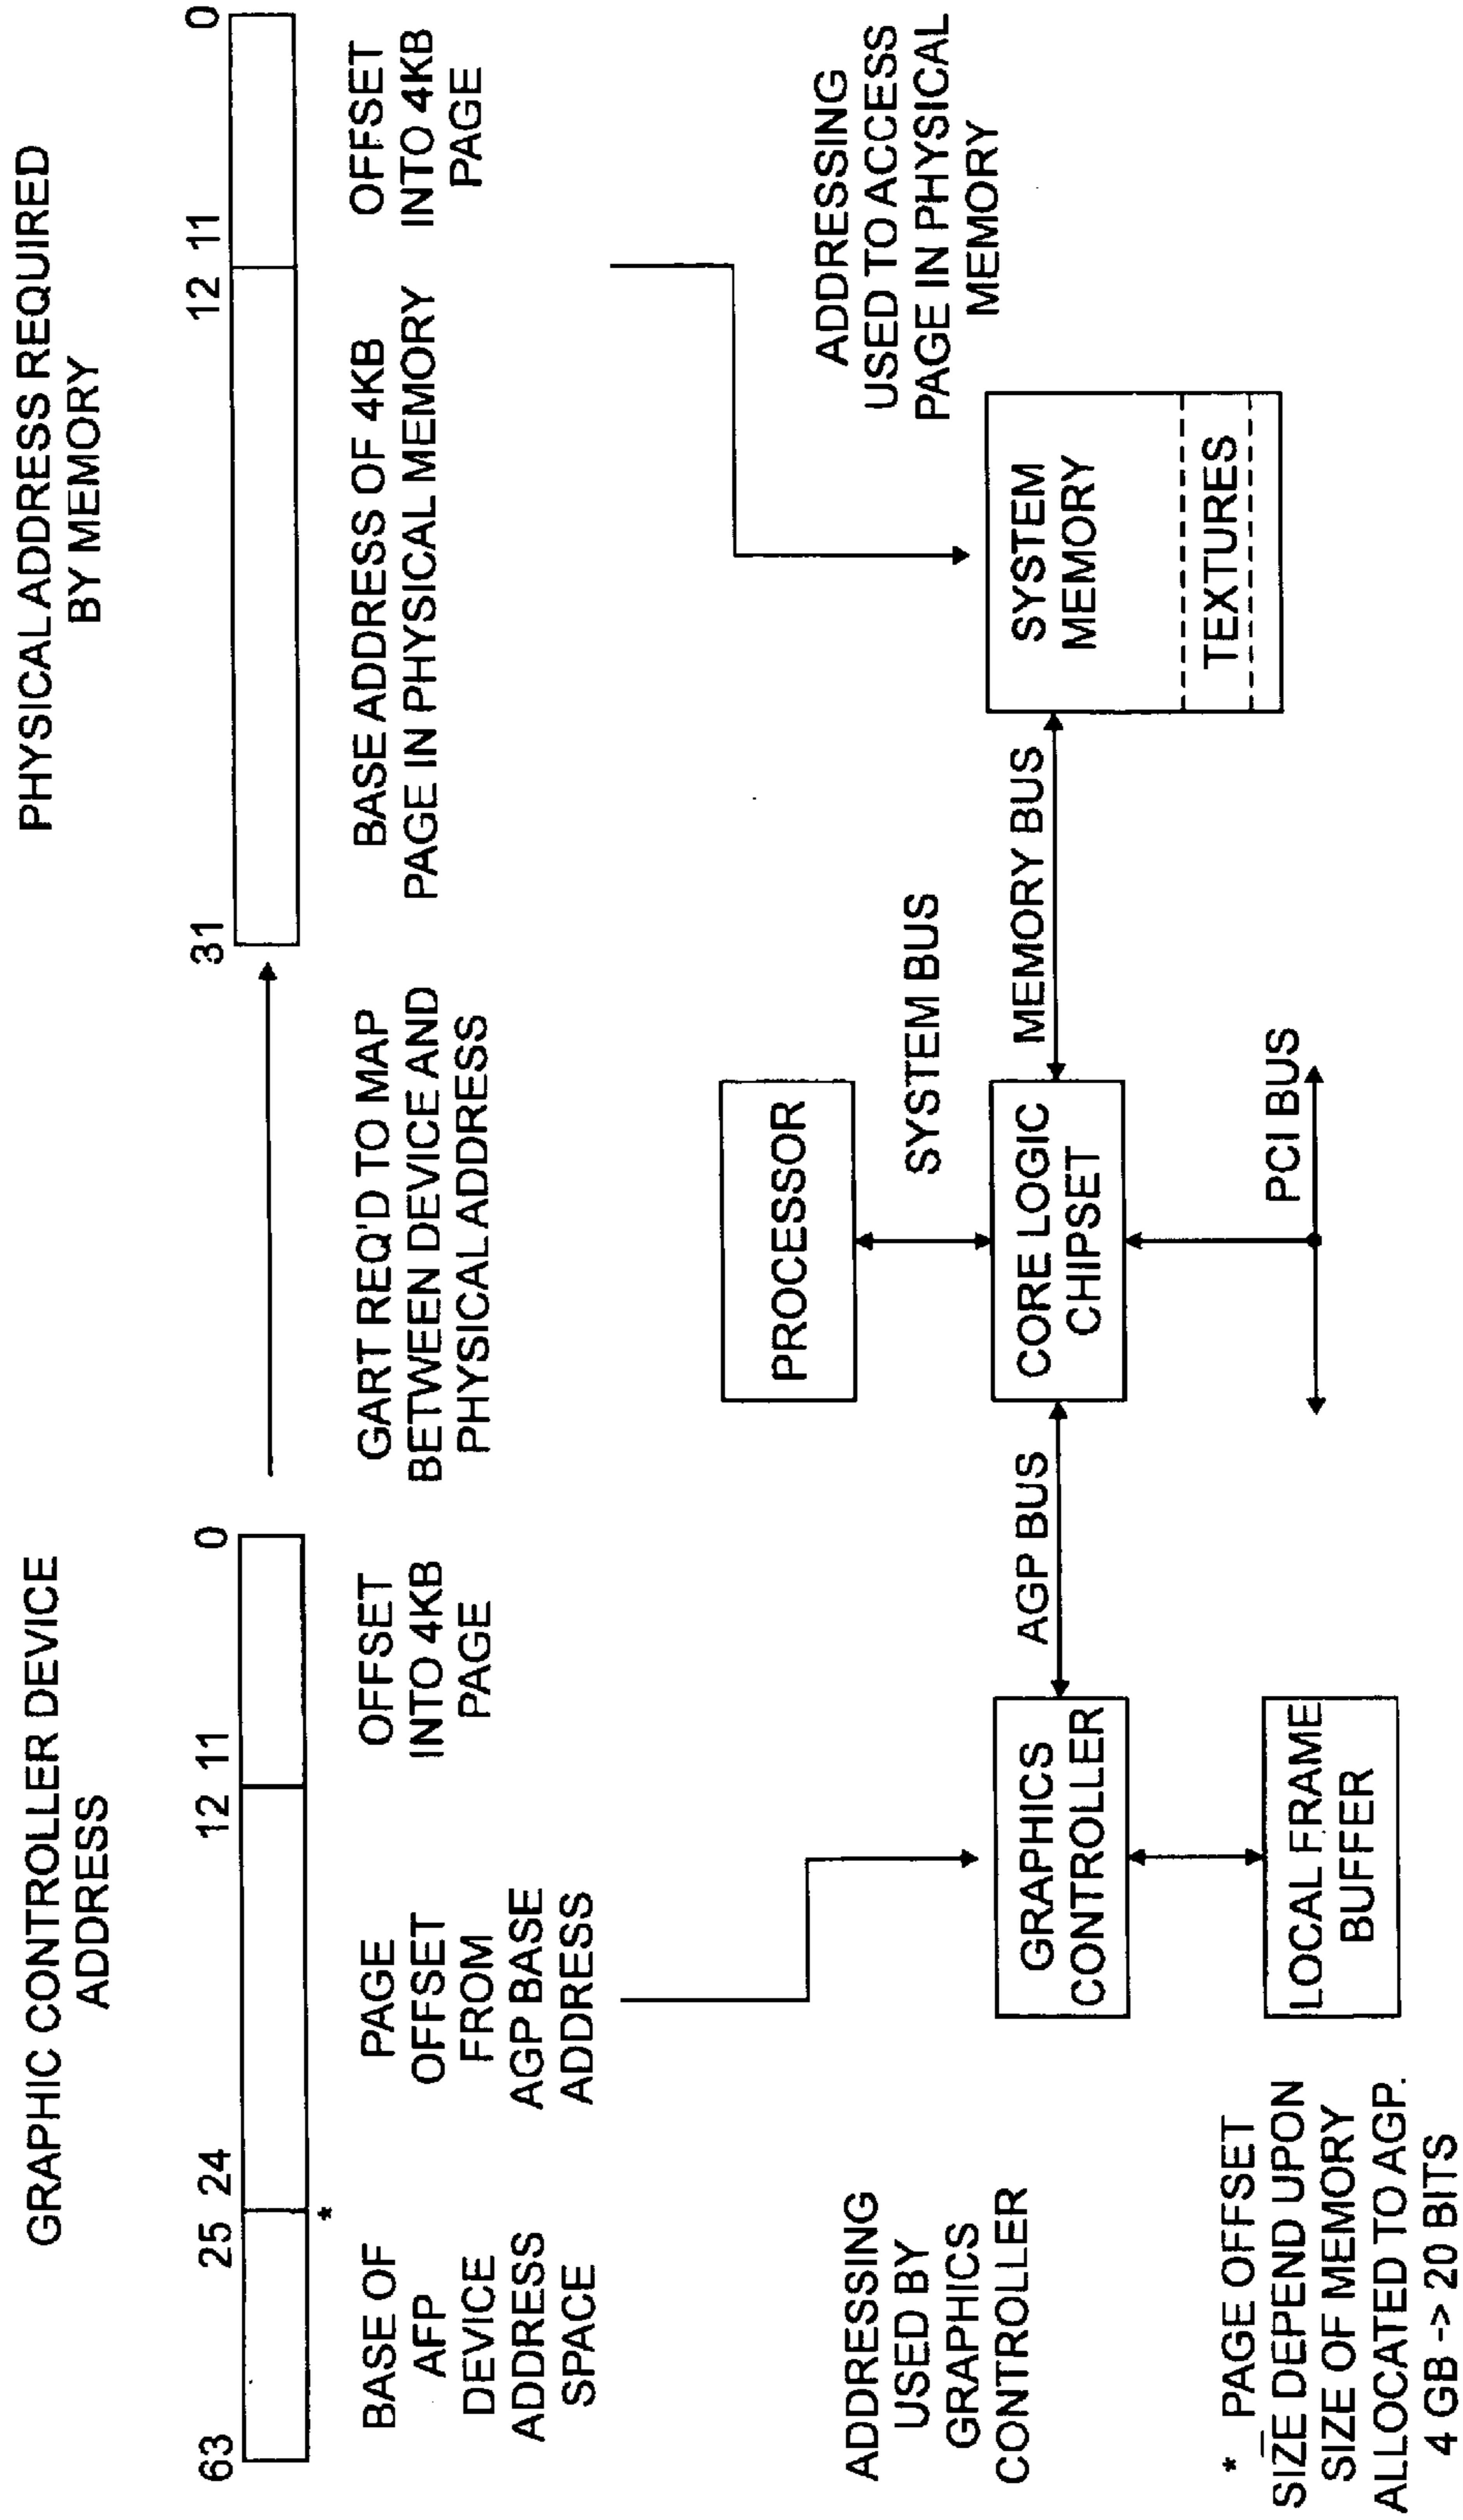 GRAPHIC CONTROLLER DEVICE
ADDRESS
63
25 24
12 11
0
*
BASE OF
AFP
DEVICE
ADDRESS
SPACE
PAGE
OFFSET
FROM
AGP BASE
ADDRESS
OFFSET
INTO 4KB
PAGE
GART REQ'D TO MAP
BETWEEN DEVICE AND
PHYSICAL ADDRESS
PHYSICAL ADDRESS REQUIRED
BY MEMORY
31
12 11
0
BASE ADDRESS OF 4KB
PAGE IN PHYSICAL MEMORY
OFFSET
INTO 4KB
PAGE
ADDRESSING
USED BY
GRAPHICS
CONTROLLER
PROCESSOR
SYSTEM BUS
ADDRESSING
USED TO ACCESS
PAGE IN PHYSICAL
MEMORY
GRAPHICS
CONTROLLER
AGP BUS
CORE LOGIC
CHIPSET
MEMORY BUS
SYSTEM
MEMORY
TEXTURES
LOCAL FRAME
BUFFER
PCI BUS
* PAGE OFFSET
SIZE DEPEND UPON
SIZE OF MEMORY
ALLOCATED TO AGP.
4 GB -> 20 BITS